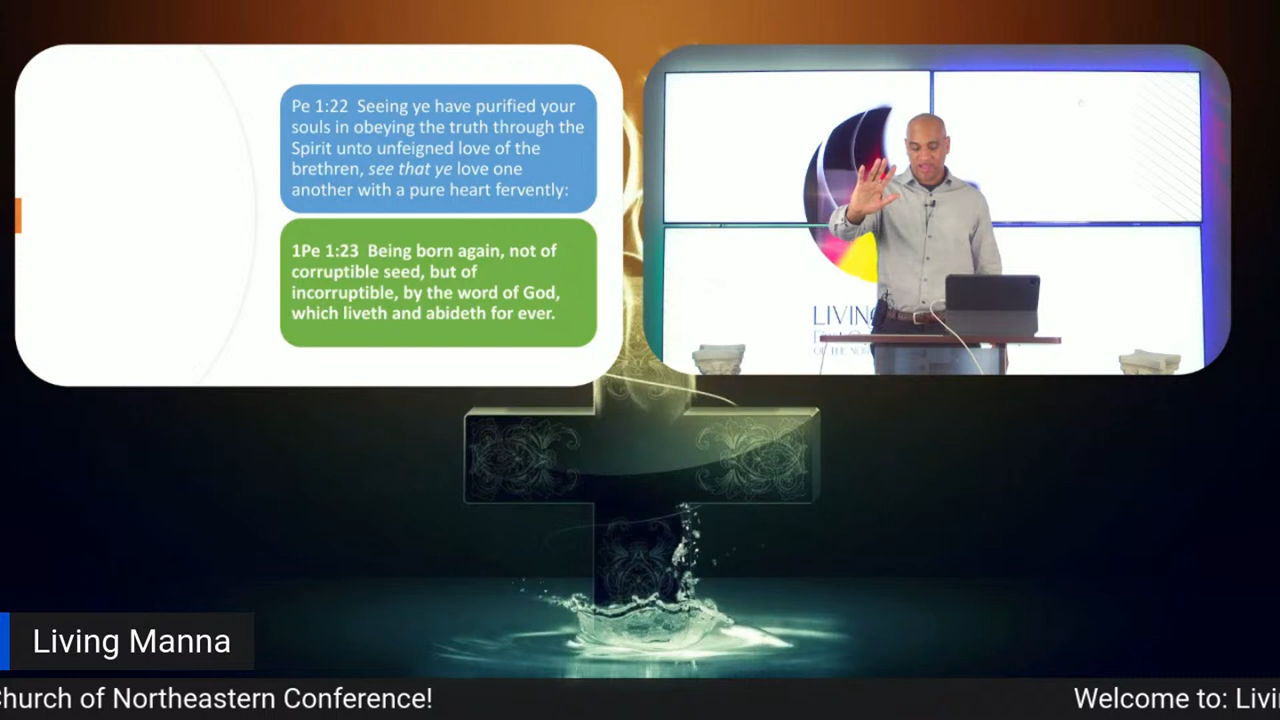 Pe 1:22  Seeing ye have purified your
souls in obeying the truth through the
Spirit unto unfeigned love of the
brethren, see that ye love one
another with a pure heart fervently:
1Pe 1:23  Being born again, not of
corruptible seed, but of
incorruptible, by the word of God,
which liveth and abideth for ever.
LIVING
Living Manna
Church of Northeastern Conference!
Welcome to: Livi